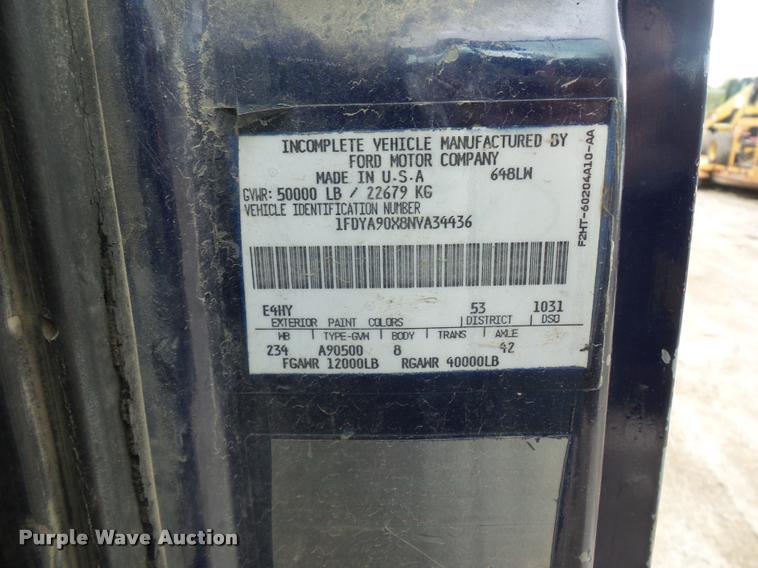 INCOMPLETE VEHICLE MANUFACTURED BY
FORD MOTOR COMPANY
MADE IN U.S.A 648LW
GVWR: 50000 LB / 22679 KG
VEHICLE IDENTIFICATION NUMBER
1FDYA90X8NVA34436
E4HY 53 1031
EXTERIOR PAINT COLORS DISTRICT DSO
WB TYPE-GVW BODY TRANS AXLE
234 A90500 8 42
FGAWR 12000LB RGAWR 40000LB
F2HT-60204A10-AA
Purple Wave Auction